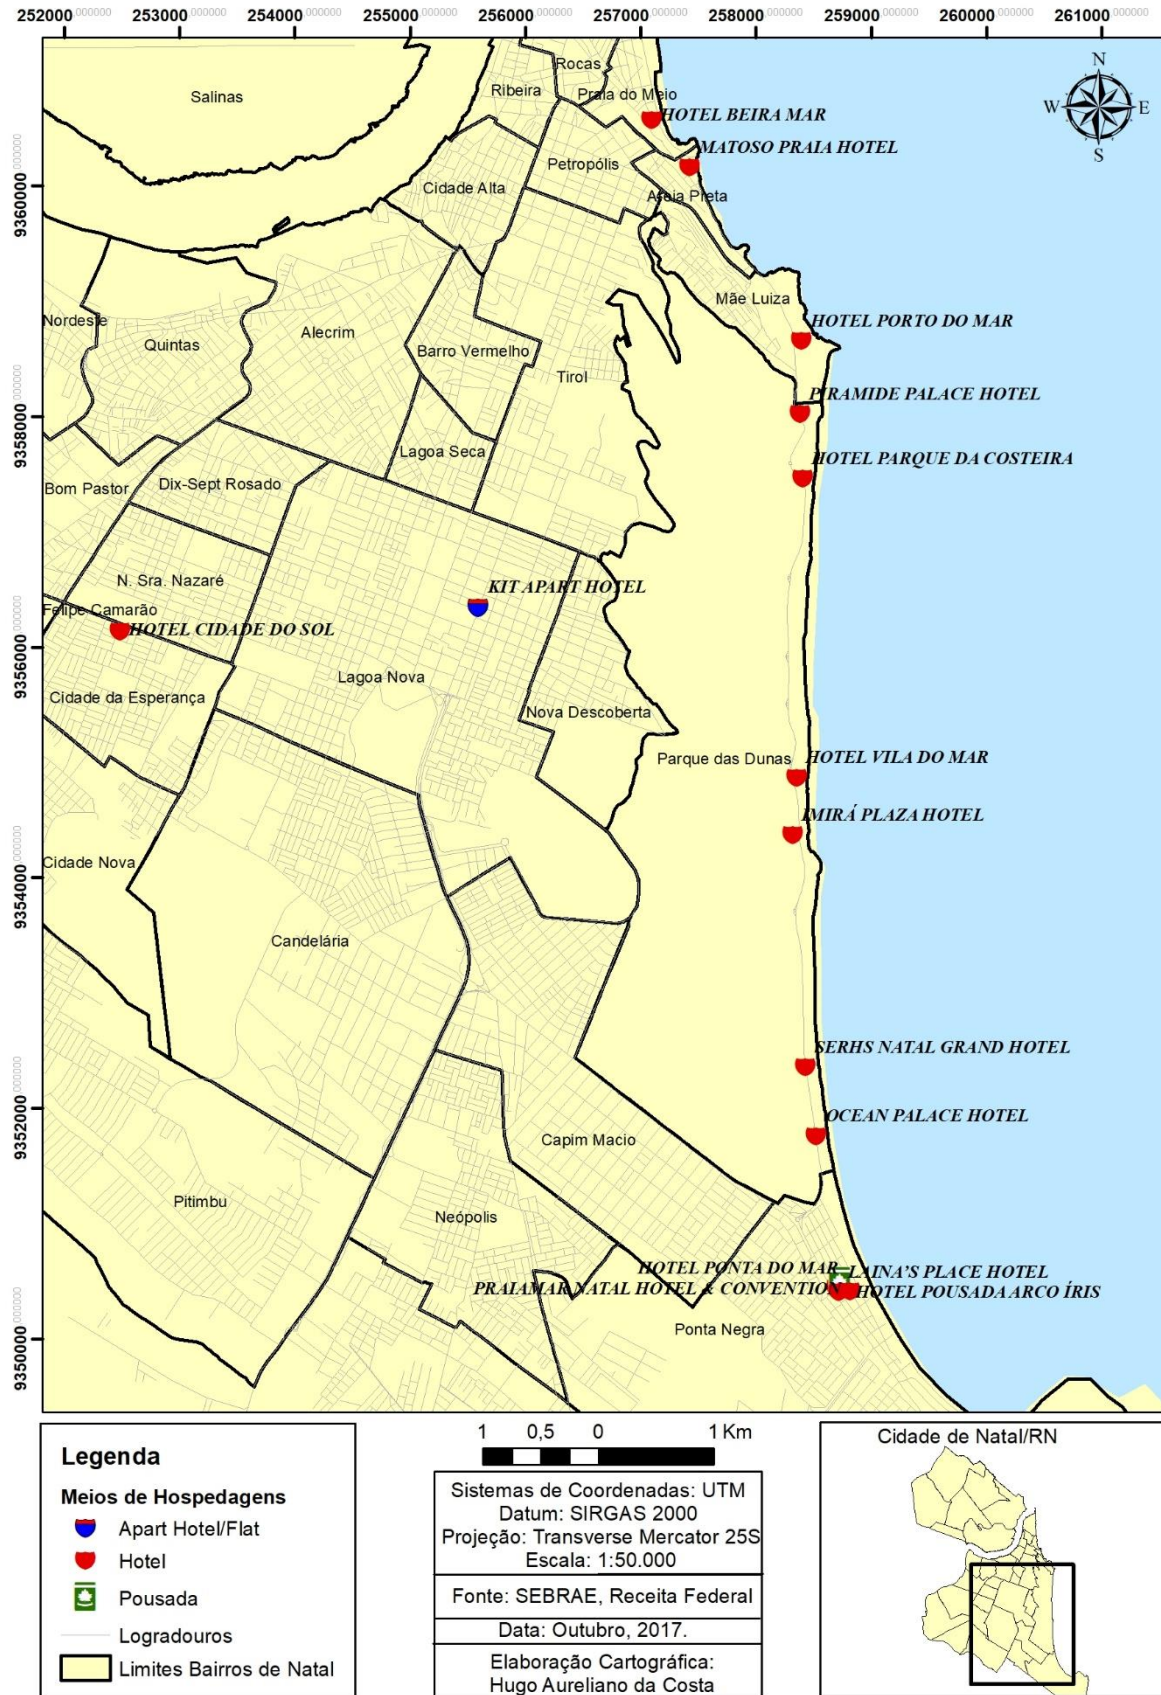 252000,000000 253000,000000 254000,000000 255000,000000 256000,000000 257000,000000 258000,000000 259000,000000 260000,000000 261000,000000
N
W E
S
Rocas
Salinas
Ribeira
Praia do Meio
HOTEL BEIRA MAR
MATOSO PRAIA HOTEL
Petropólis
Cidade Alta
Areia Preta
9360000,000000
Mãe Luiza
Nordeste
HOTEL PORTO DO MAR
Alecrim
Quintas
Barro Vermelho
Tirol
PIRAMIDE PALACE HOTEL
9358000,000000
Lagoa Seca
HOTEL PARQUE DA COSTEIRA
Bom Pastor
Dix-Sept Rosado
N. Sra. Nazaré
KIT APART HOTEL
Felipe Camarão
HOTEL CIDADE DO SOL
9356000,000000
Lagoa Nova
Cidade da Esperança
Nova Descoberta
Parque das Dunas
HOTEL VILA DO MAR
IMIRÁ PLAZA HOTEL
Cidade Nova
9354000,000000
Candelária
SERHS NATAL GRAND HOTEL
9352000,000000
OCEAN PALACE HOTEL
Capim Macio
Pitimbu
Neópolis
HOTEL PONTA DO MAR
LAINA'S PLACE HOTEL
PRAIAMAR NATAL HOTEL & CONVENTION
HOTEL POUSADA ARCO ÍRIS
Ponta Negra
9350000,000000
Legenda
Meios de Hospedagens
Apart Hotel/Flat
Hotel
Pousada
Logradouros
Limites Bairros de Natal
1 0,5 0 1 Km
Sistemas de Coordenadas: UTM
Datum: SIRGAS 2000
Projeção: Transverse Mercator 25S
Escala: 1:50.000
Fonte: SEBRAE, Receita Federal
Data: Outubro, 2017.
Elaboração Cartográfica:
Hugo Aureliano da Costa
Cidade de Natal/RN